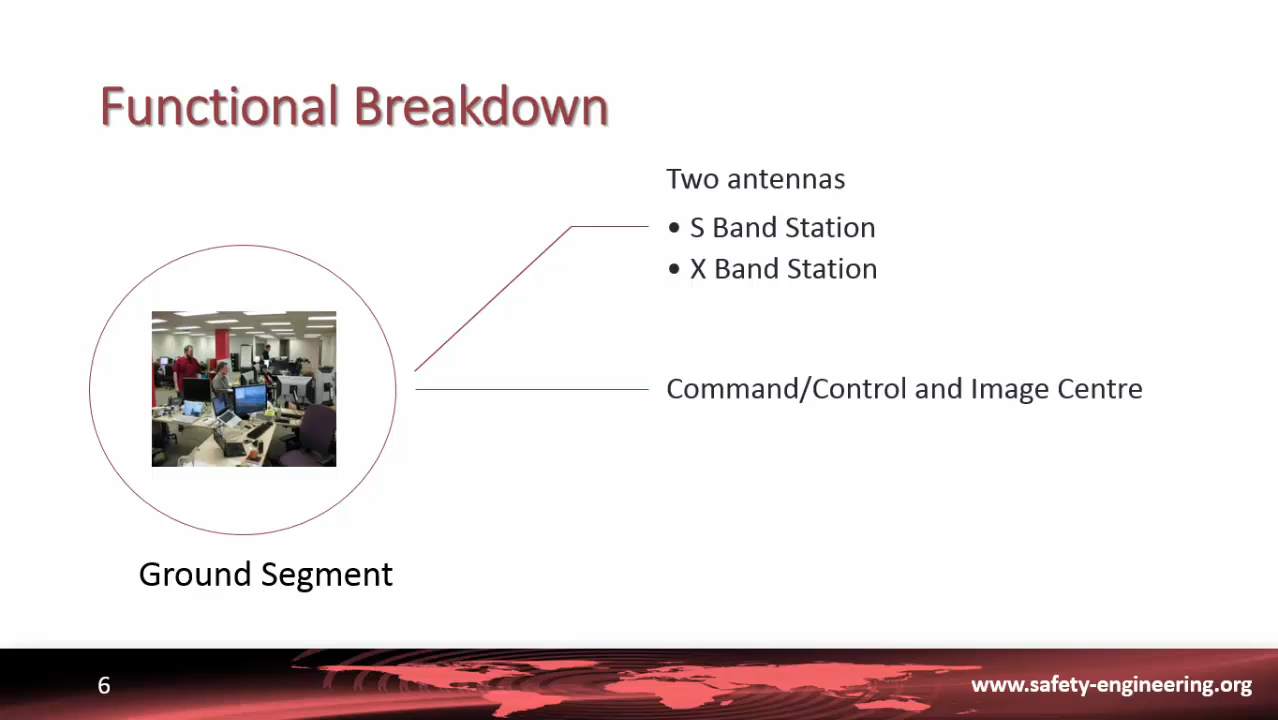 Functional Breakdown
Two antennas
• S Band Station
• X Band Station
Command/Control and Image Centre
Ground Segment
6
www.safety-engineering.org